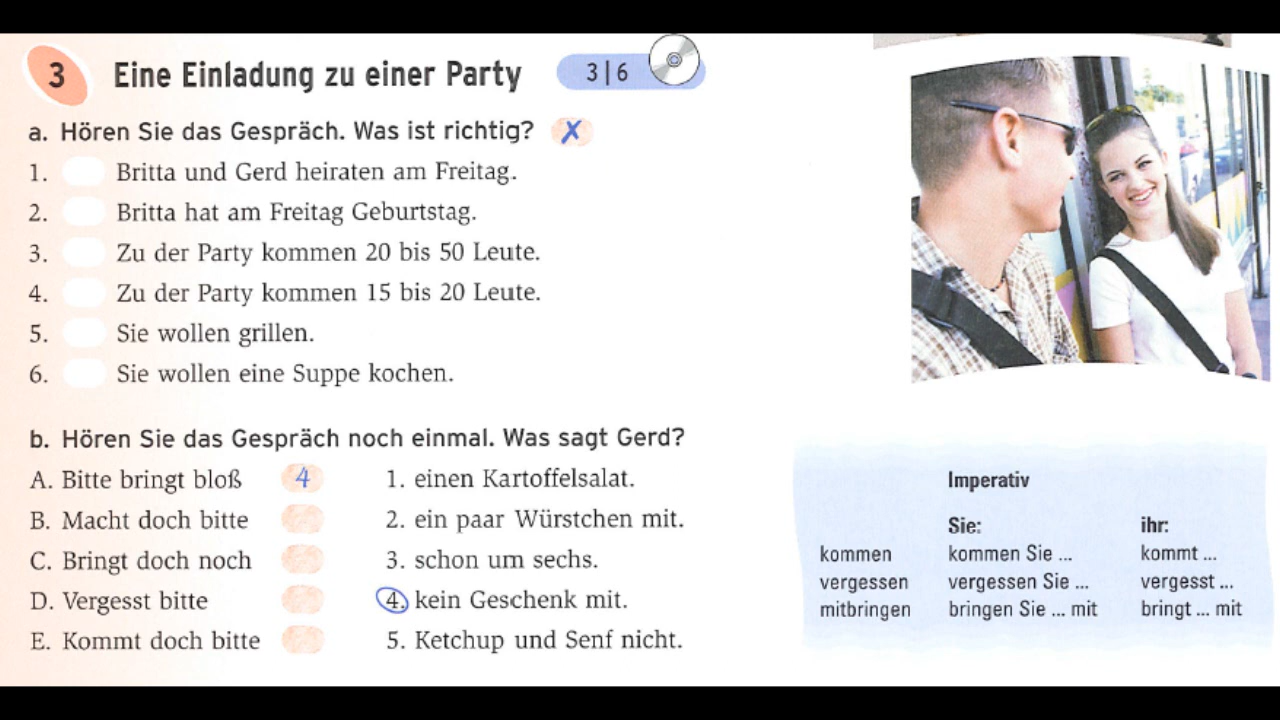 3 Eine Einladung zu einer Party 3|6
a. Hören Sie das Gespräch. Was ist richtig? X
1. Britta und Gerd heiraten am Freitag.
2. Britta hat am Freitag Geburtstag.
3. Zu der Party kommen 20 bis 50 Leute.
4. Zu der Party kommen 15 bis 20 Leute.
5. Sie wollen grillen.
6. Sie wollen eine Suppe kochen.
b. Hören Sie das Gespräch noch einmal. Was sagt Gerd?
A. Bitte bringt bloß 4 1. einen Kartoffelsalat.
B. Macht doch bitte 2. ein paar Würstchen mit.
C. Bringt doch noch 3. schon um sechs.
D. Vergesst bitte 4. kein Geschenk mit.
E. Kommt doch bitte 5. Ketchup und Senf nicht.
Imperativ
Sie: ihr:
kommen kommen Sie ... kommt ...
vergessen vergessen Sie ... vergesst ...
mitbringen bringen Sie ... mit bringt ... mit